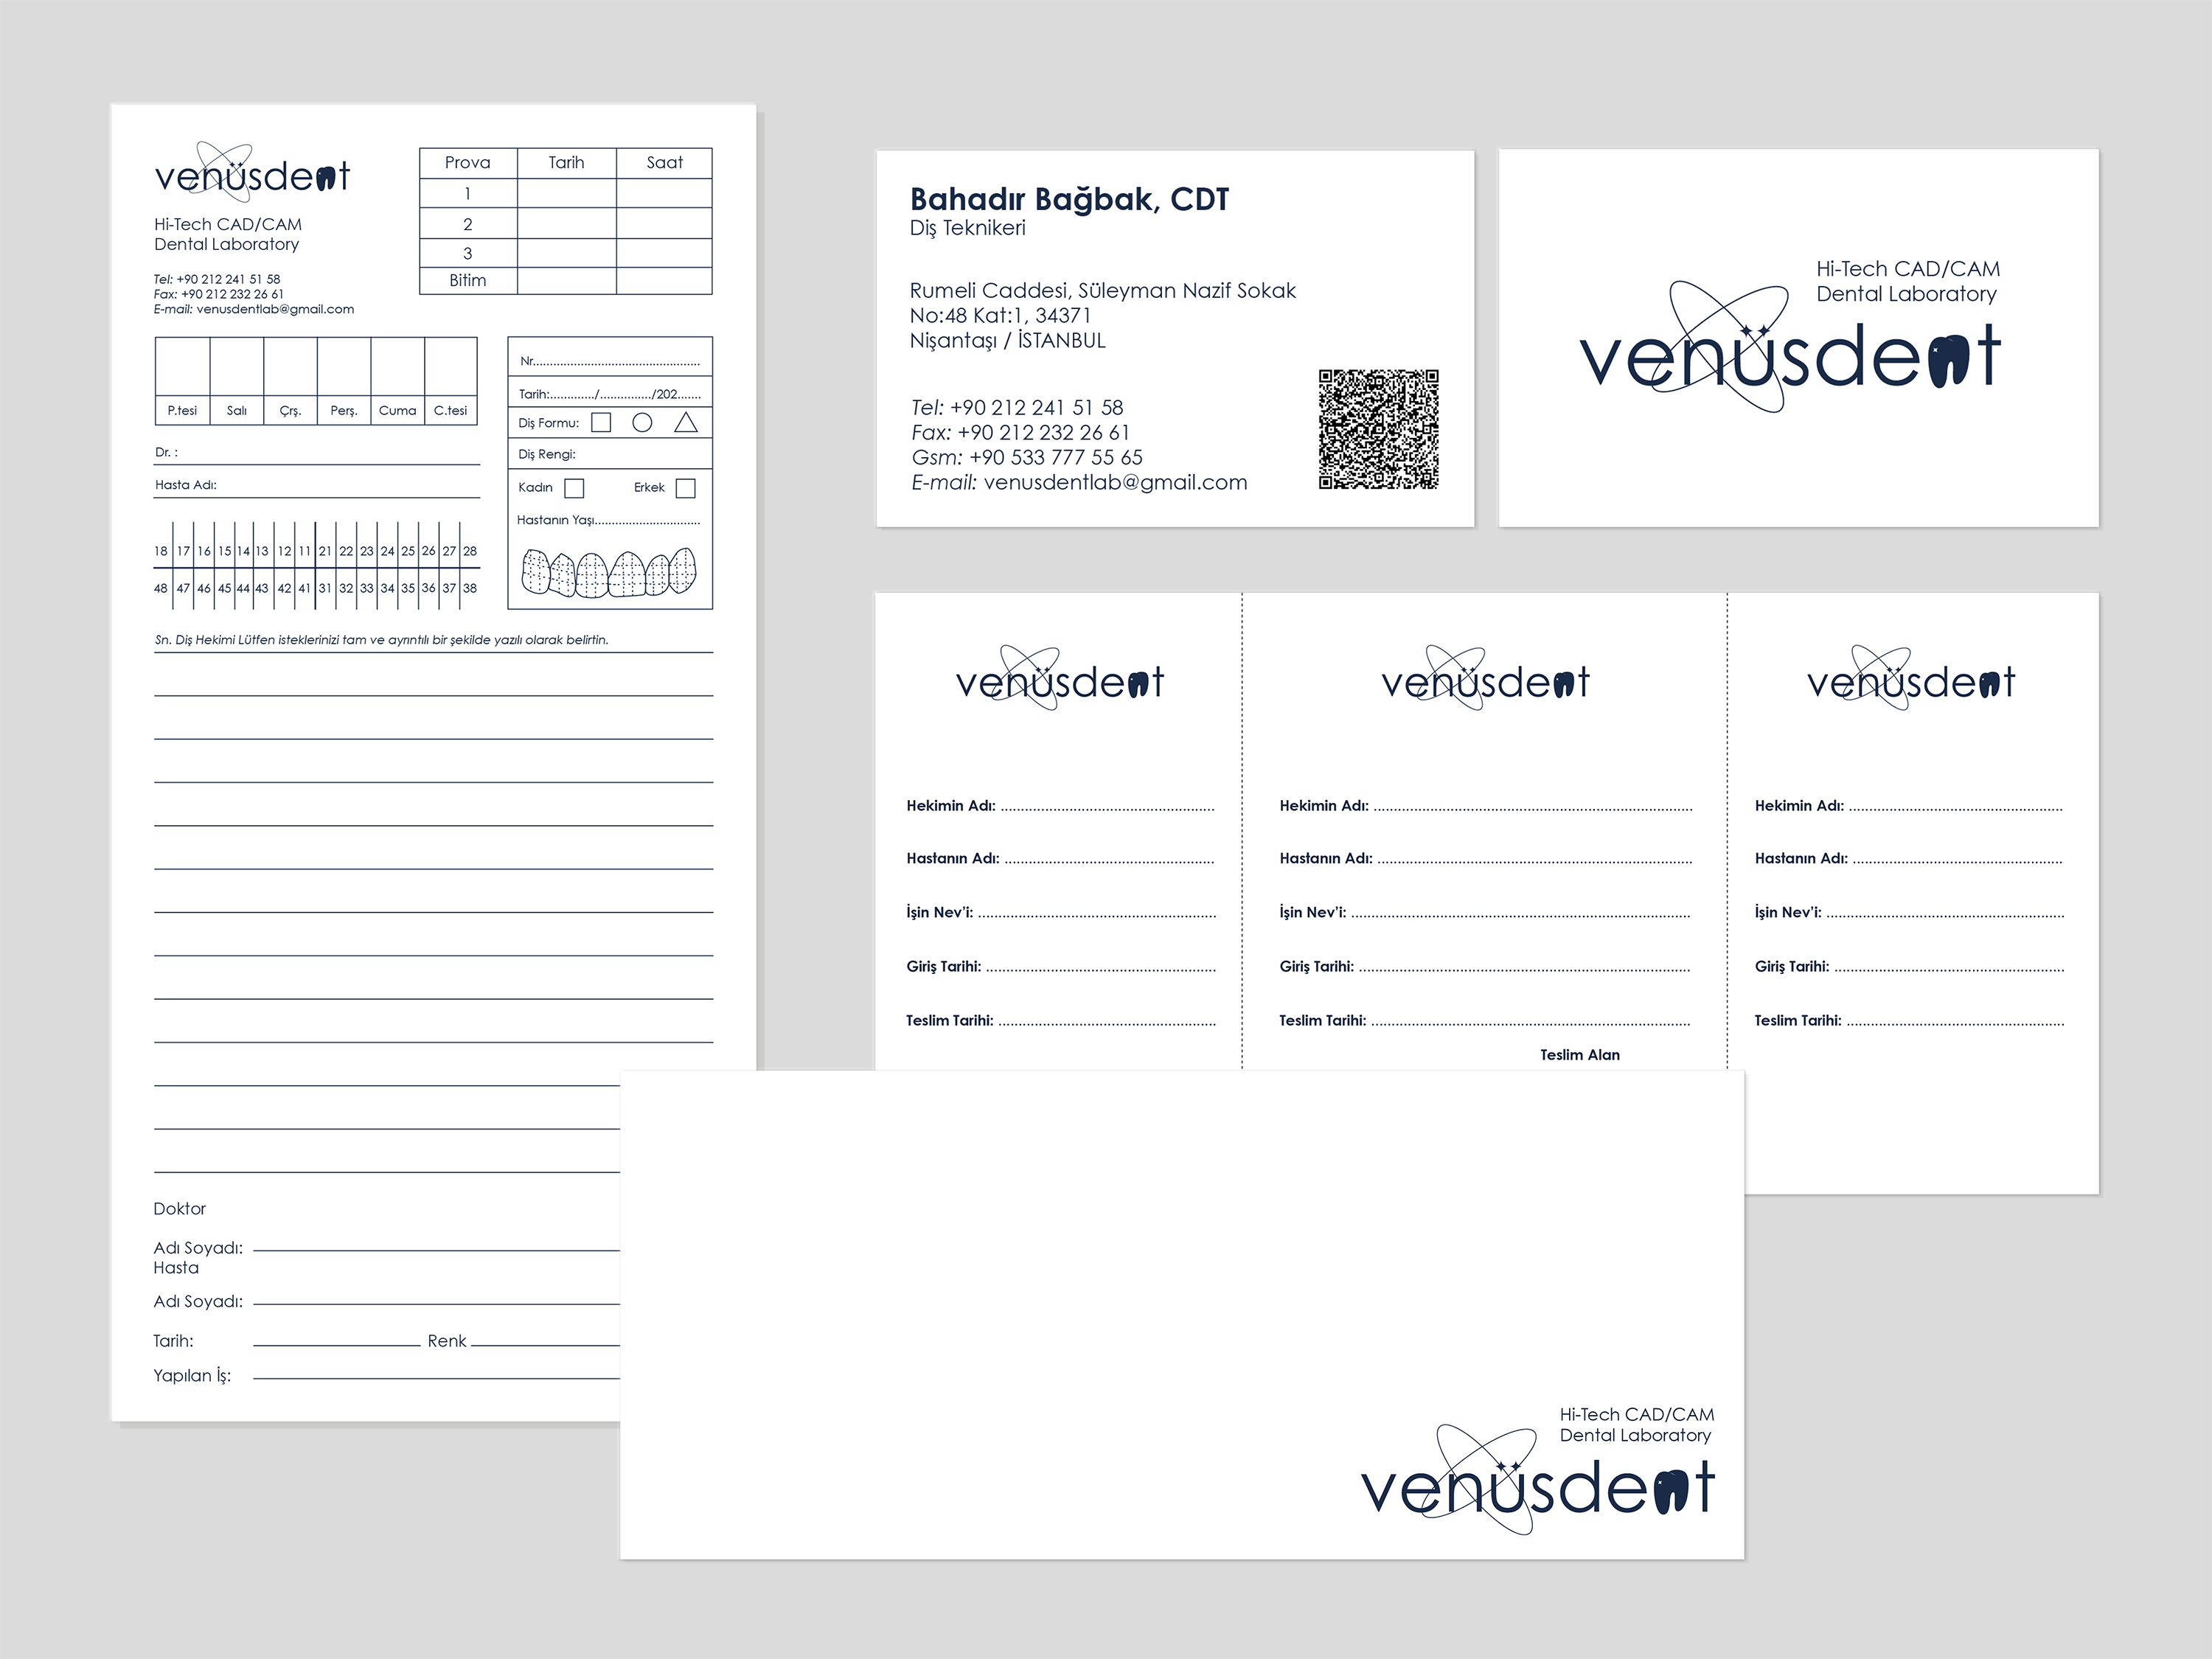 venüsdent
Hi-Tech CAD/CAM
Dental Laboratory
Tel: +90 212 241 51 58
Fax: +90 212 232 26 61
E-mail: venusdentlab@gmail.com
Prova Tarih Saat
1
2
3
Bitim
P.tesi Salı Çrş. Perş. Cuma C.tesi
Dr. :
Hasta Adı:
18 17 16 15 14 13 12 11 21 22 23 24 25 26 27 28
48 47 46 45 44 43 42 41 31 32 33 34 35 36 37 38
Nr.............................................
Tarih:............/............../202......
Diş Formu:
Diş Rengi:
Kadın Erkek
Hastanın Yaşı............................
Sn. Diş Hekimi Lütfen isteklerinizi tam ve ayrıntılı bir şekilde yazılı olarak belirtin.
Doktor
Adı Soyadı:
Hasta
Adı Soyadı:
Tarih: Renk
Yapılan İş:
Bahadır Bağbak, CDT
Diş Teknikeri
Rumeli Caddesi, Süleyman Nazif Sokak
No:48 Kat:1, 34371
Nişantaşı / İSTANBUL
Tel: +90 212 241 51 58
Fax: +90 212 232 26 61
Gsm: +90 533 777 55 65
E-mail: venusdentlab@gmail.com
Hi-Tech CAD/CAM
Dental Laboratory
venüsdent
venüsdent
Hekimin Adı: ......................................................
Hastanın Adı: .....................................................
İşin Nev'i: ............................................................
Giriş Tarihi: ..........................................................
Teslim Tarihi: .......................................................
venüsdent
Hekimin Adı: ................................................................................
Hastanın Adı: ...............................................................................
İşin Nev'i: ......................................................................................
Giriş Tarihi: ....................................................................................
Teslim Tarihi: .................................................................................
Teslim Alan
venüsdent
Hekimin Adı: ......................................................
Hastanın Adı: .....................................................
İşin Nev'i: ............................................................
Giriş Tarihi: ..........................................................
Teslim Tarihi: .......................................................
Hi-Tech CAD/CAM
Dental Laboratory
venüsdent